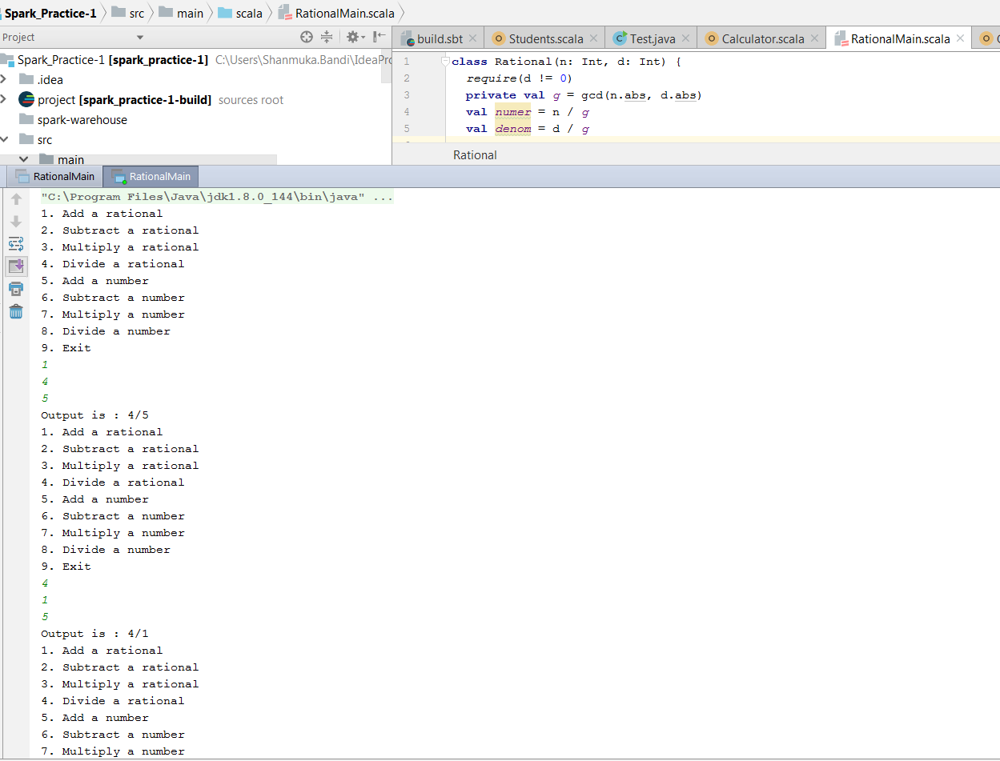 Spark_Practice-1 src main scala RationalMain.scala
Project
build.sbt Students.scala Test.java Calculator.scala RationalMain.scala
Spark_Practice-1 [spark_practice-1] C:\Users\Shanmuka.Bandi\IdeaPro
.idea
project [spark_practice-1-build] sources root
spark-warehouse
src
main
1 class Rational(n: Int, d: Int) {
2 require(d != 0)
3 private val g = gcd(n.abs, d.abs)
4 val numer = n / g
5 val denom = d / g
Rational
RationalMain RationalMain
"C:\Program Files\Java\jdk1.8.0_144\bin\java" ...
1. Add a rational
2. Subtract a rational
3. Multiply a rational
4. Divide a rational
5. Add a number
6. Subtract a number
7. Multiply a number
8. Divide a number
9. Exit
1
4
5
Output is : 4/5
1. Add a rational
2. Subtract a rational
3. Multiply a rational
4. Divide a rational
5. Add a number
6. Subtract a number
7. Multiply a number
8. Divide a number
9. Exit
4
1
5
Output is : 4/1
1. Add a rational
2. Subtract a rational
3. Multiply a rational
4. Divide a rational
5. Add a number
6. Subtract a number
7. Multiply a number